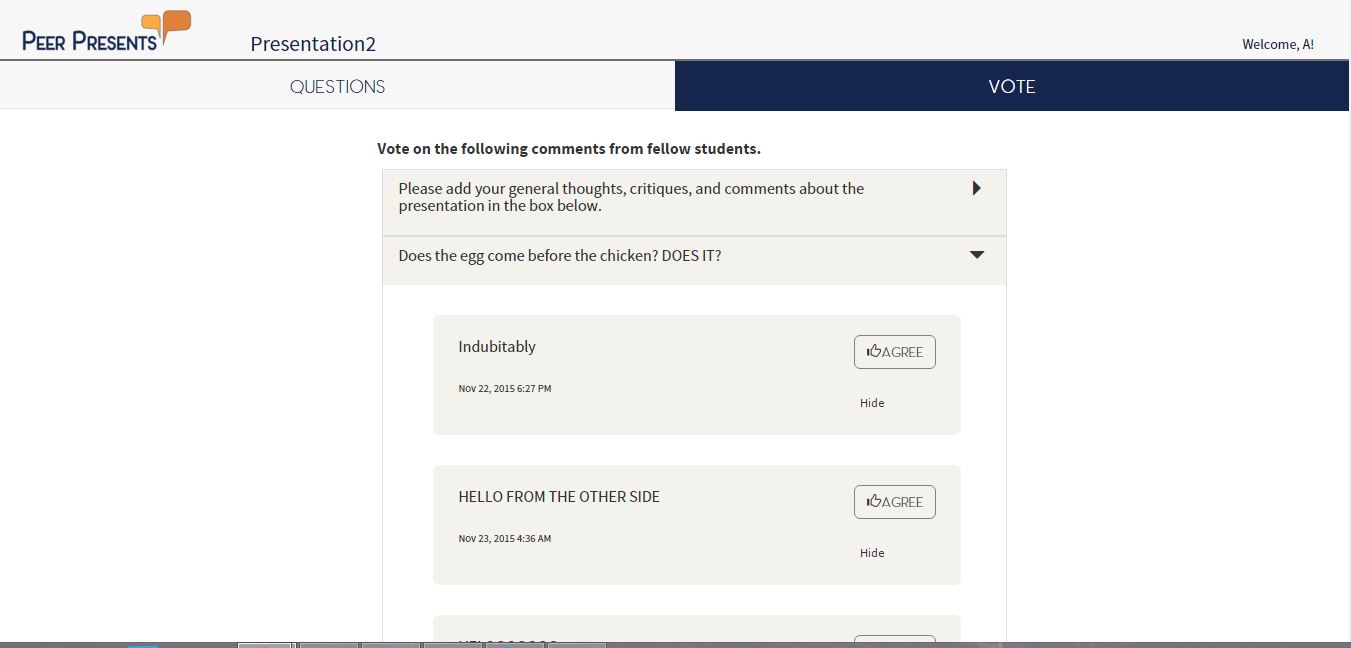 PEER PRESENTS
Presentation2
Welcome, A!
QUESTIONS
VOTE
Vote on the following comments from fellow students.
Please add your general thoughts, critiques, and comments about the
presentation in the box below.
Does the egg come before the chicken? DOES IT?
Indubitably
AGREE
Nov 22, 2015 6:27 PM
Hide
HELLO FROM THE OTHER SIDE
AGREE
Nov 23, 2015 4:36 AM
Hide